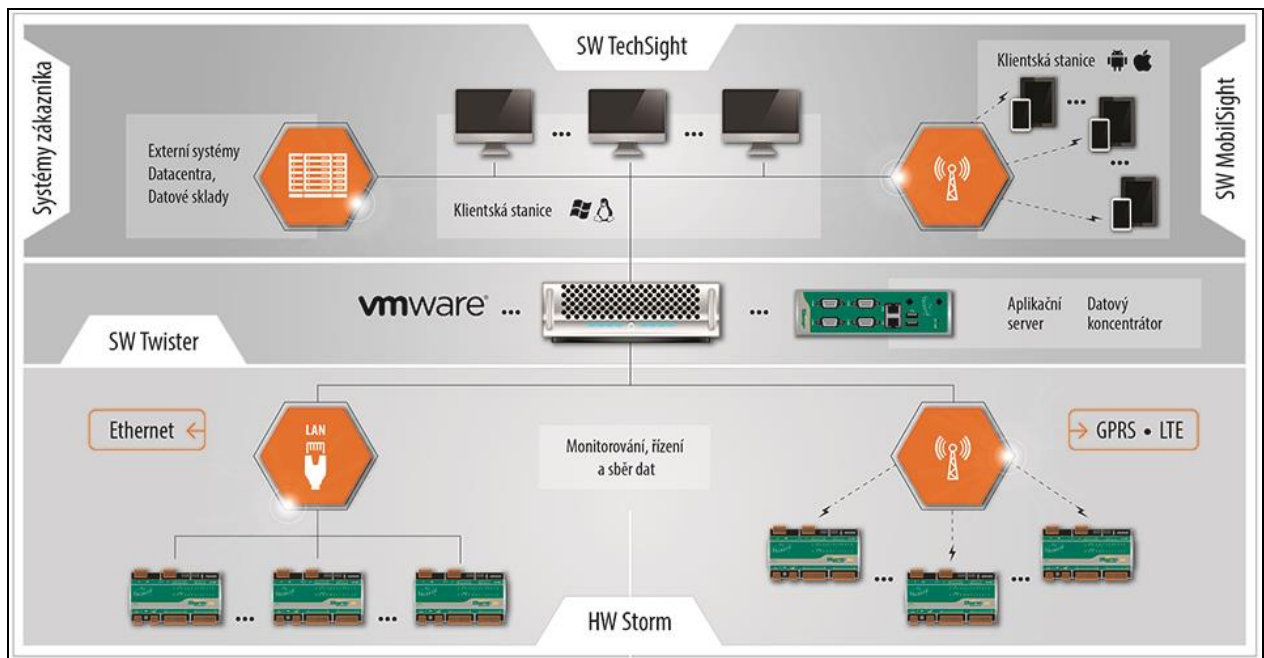 SW TechSight
Systémy zákazníka
Externí systémy
Datacentra,
Datové sklady
Klientská stanice
Klientská stanice
SW MobilSight
vmware®
Aplikační
server
Datový
koncentrátor
SW Twister
Ethernet
LAN
Monitorování, řízení
a sběr dat
GPRS • LTE
HW Storm